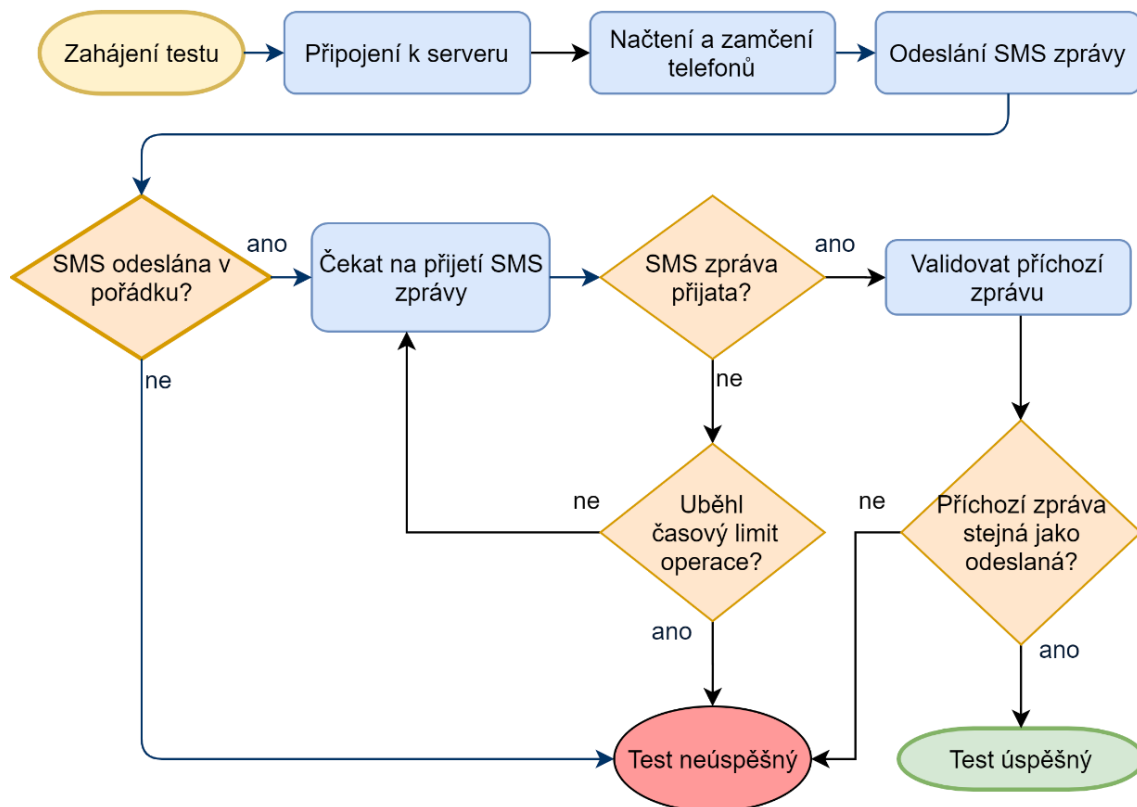 Zahájení testu
Připojení k serveru
Načtení a zamčení
telefonů
Odeslání SMS zprávy
SMS odeslána v
pořádku?
ano
Čekat na přijetí SMS
zprávy
SMS zpráva
přijata?
ano
Validovat příchozí
zprávu
ne
ne
ne
Uběhl
časový limit
operace?
ne
Příchozí zpráva
stejná jako
odeslaná?
ano
ano
Test neúspěšný
Test úspěšný